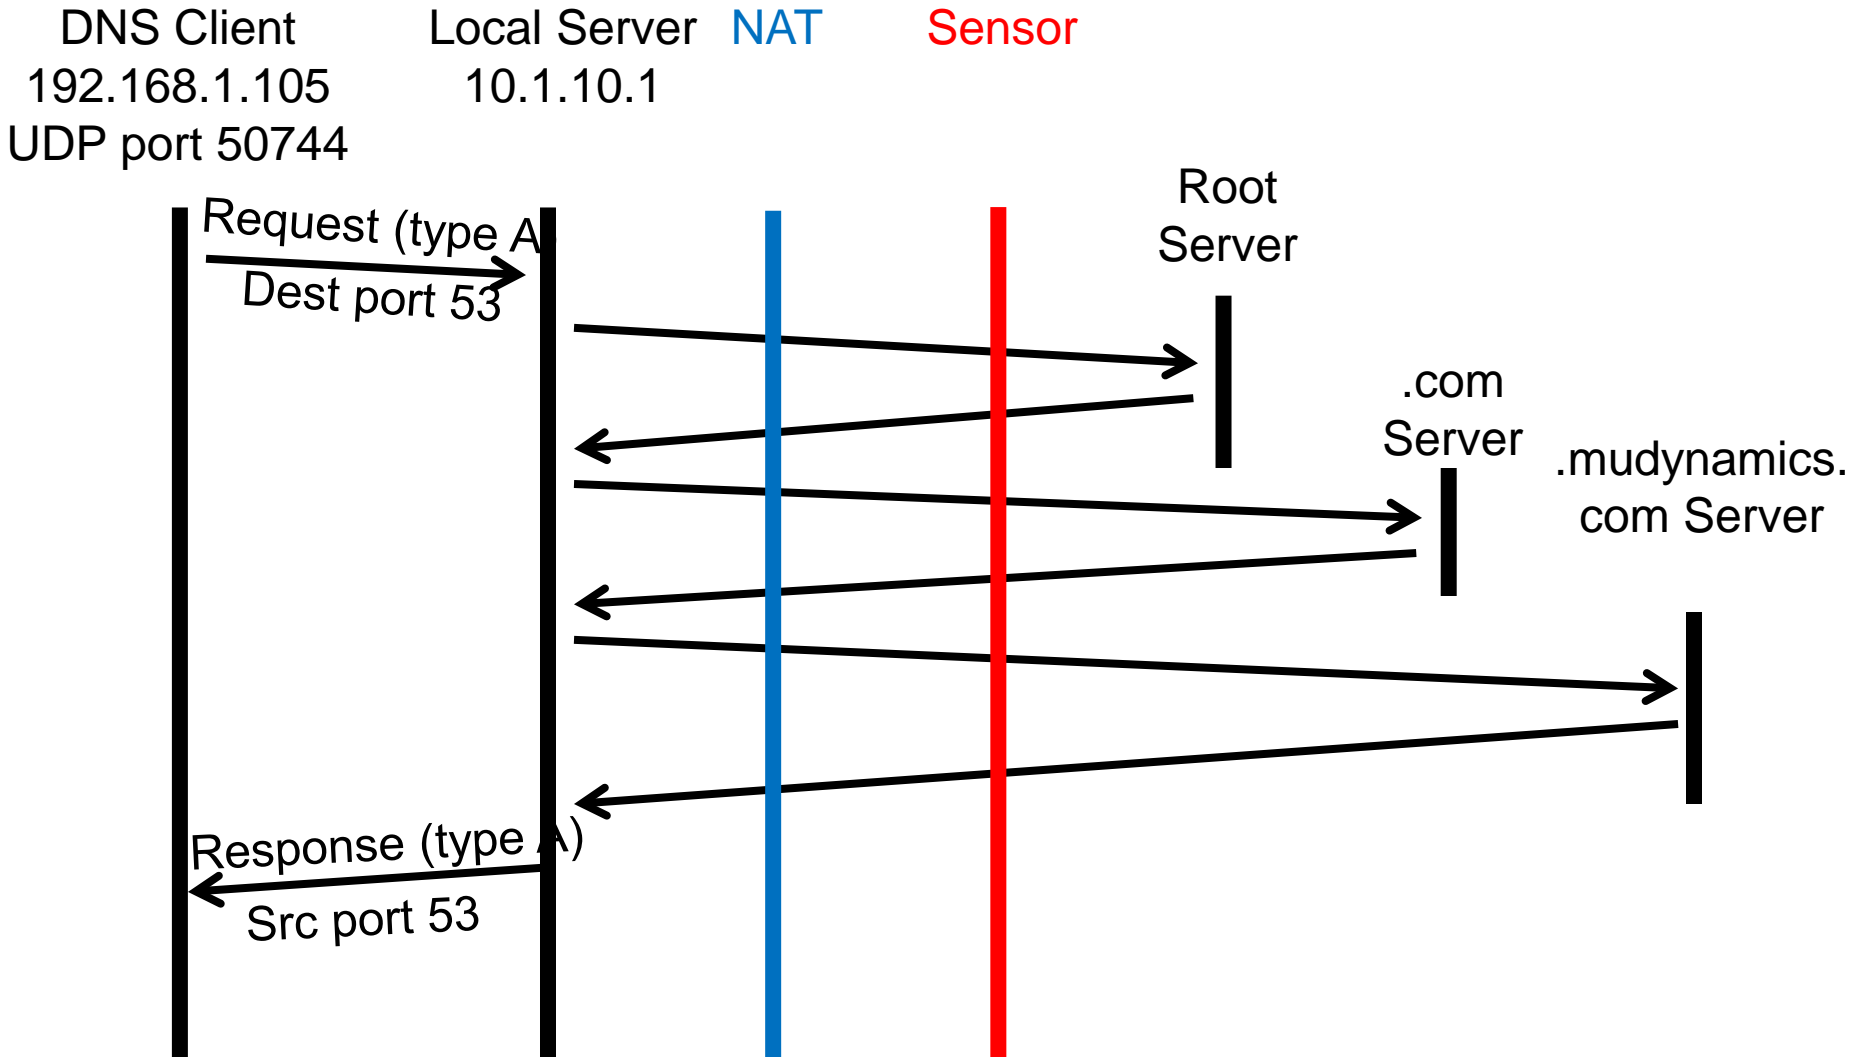 DNS Client
192.168.1.105
UDP port 50744
Local Server
10.1.10.1
NAT
Sensor
Root
Server
.com
Server
.mudynamics.
com Server
Request (type A)
Dest port 53
Response (type A)
Src port 53